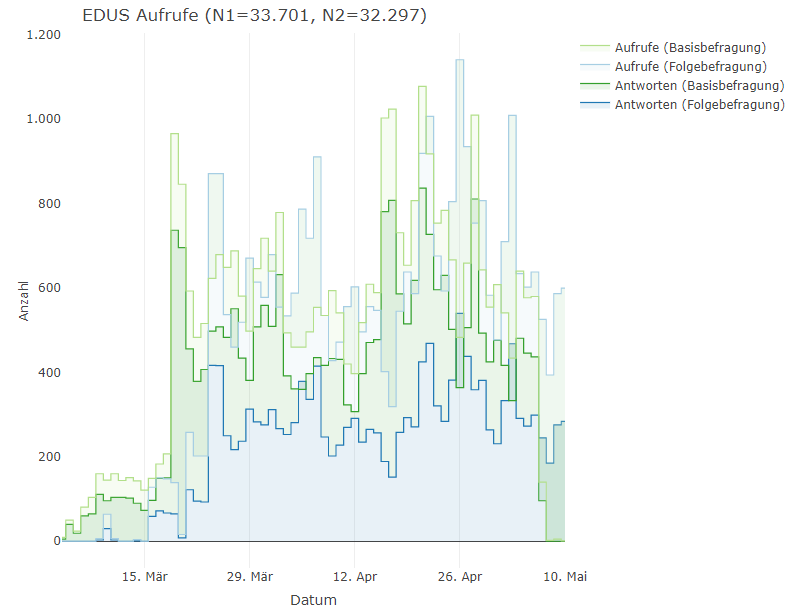 EDUS Aufrufe (N1=33.701, N2=32.297)
1.200
1.000
800
600
400
200
0
Anzahl
15. Mär
29. Mär
12. Apr
26. Apr
10. Mai
Datum
Aufrufe (Basisbefragung)
Aufrufe (Folgebefragung)
Antworten (Basisbefragung)
Antworten (Folgebefragung)